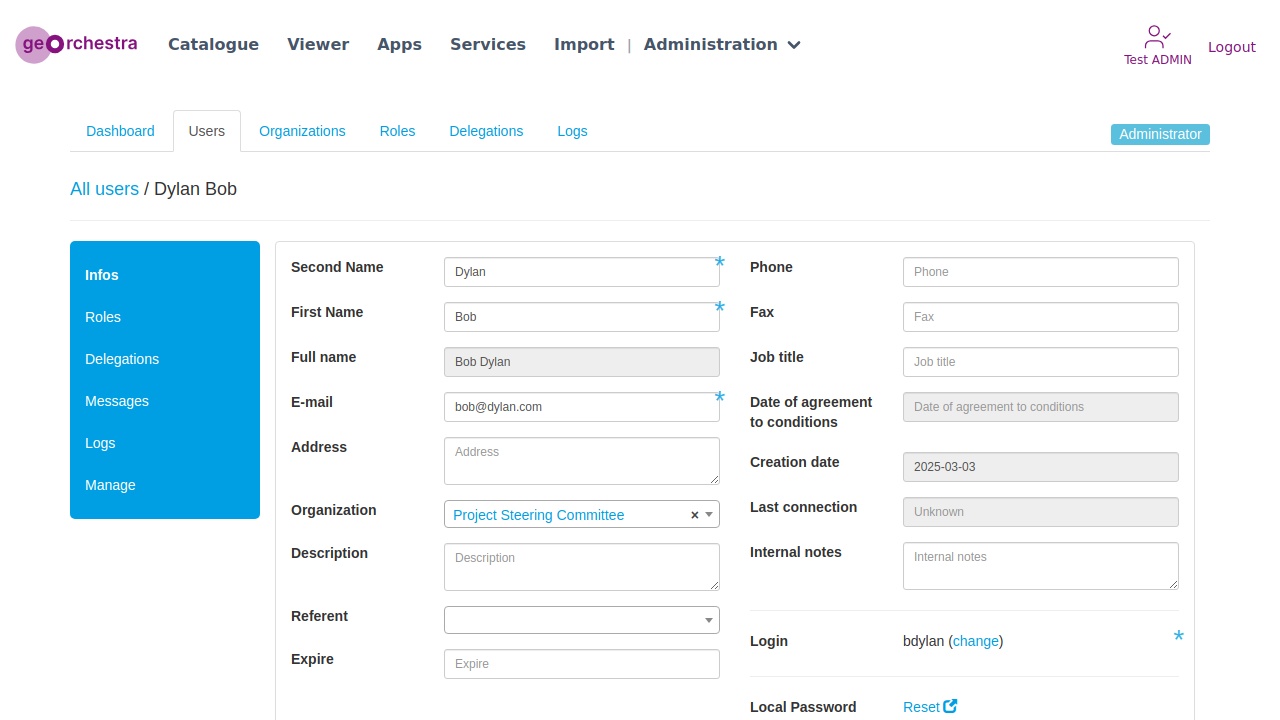 georchestra
Catalogue Viewer Apps Services Import | Administration
Test ADMIN
Logout
Dashboard Users Organizations Roles Delegations Logs
Administrator
All users / Dylan Bob
Infos
Roles
Delegations
Messages
Logs
Manage
Second Name Dylan *
First Name Bob *
Full name Bob Dylan
E-mail bob@dylan.com *
Address Address
Organization Project Steering Committee ×
Description Description
Referent
Expire Expire
Phone Phone
Fax Fax
Job title Job title
Date of agreement Date of agreement to conditions
to conditions
Creation date 2025-03-03
Last connection Unknown
Internal notes Internal notes
Login bdylan (change) *
Local Password Reset